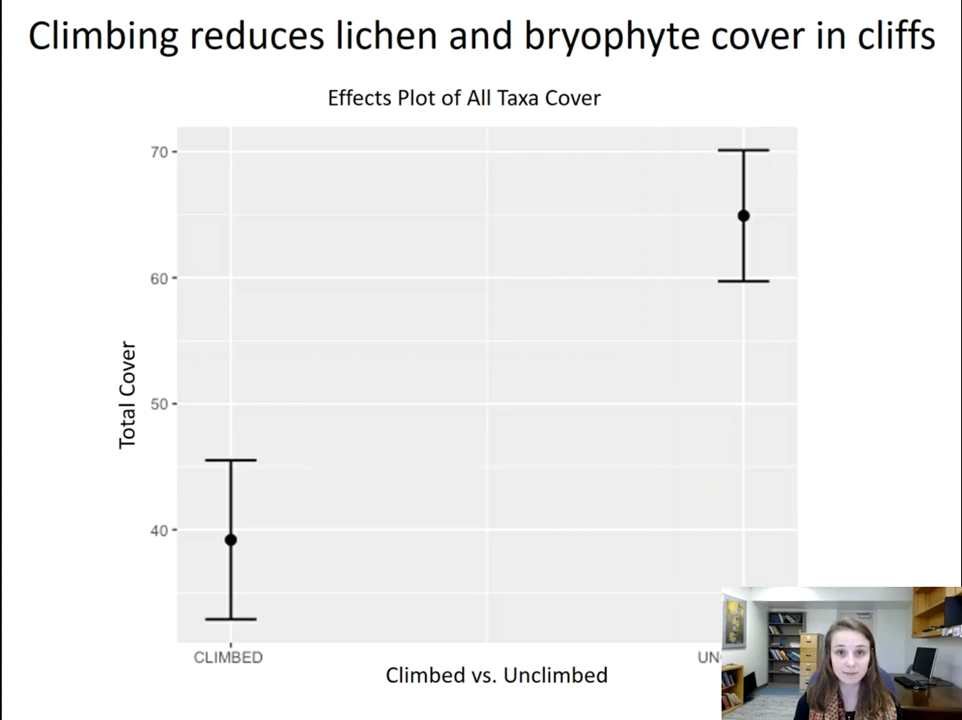 Climbing reduces lichen and bryophyte cover in cliffs
Effects Plot of All Taxa Cover
70
60
50
40
Total Cover
CLIMBED
UN
Climbed vs. Unclimbed